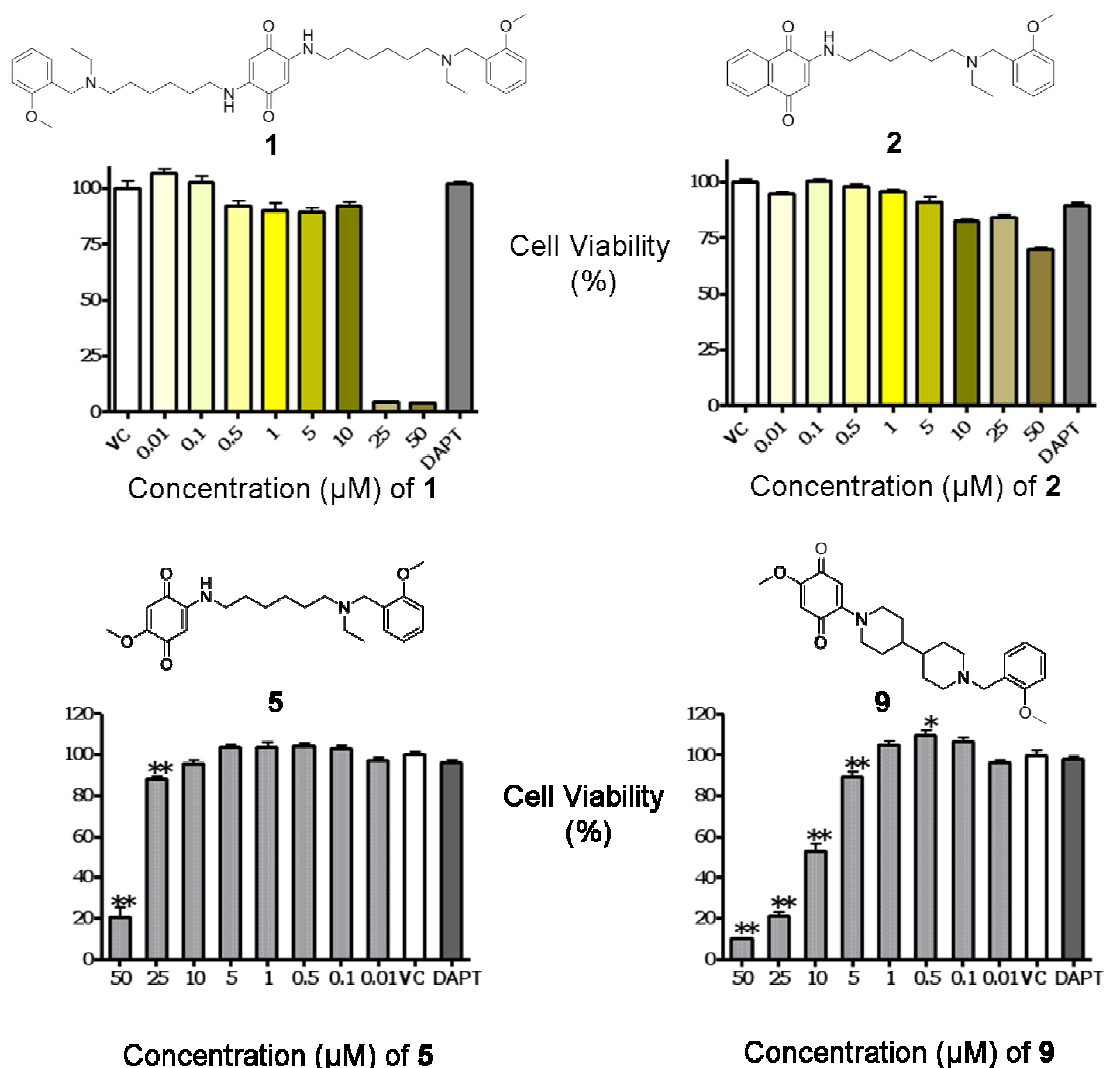 O
H
N
N
O
O
N
H
O
1
O
H
N
N
O
O
2
100
75
50
25
0
VC
0.01
0.1
0.5
1
5
10
25
50
DAPT
Concentration (µM) of 1
Cell Viability
(%)
100
75
50
25
0
VC
0.01
0.1
0.5
1
5
10
25
50
DAPT
Concentration (µM) of 2
O
H
N
N
O
O
O
5
O
O
O
N
N
O
9
120
100
80
60
40
20
0
**
**
50 25 10 5 1 0.5 0.1 0.01 VC DAPT
Concentration (µM) of 5
Cell Viability
(%)
120
100
80
60
40
20
0
**
**
**
**
*
50 25 10 5 1 0.5 0.1 0.01 VC DAPT
Concentration (µM) of 9